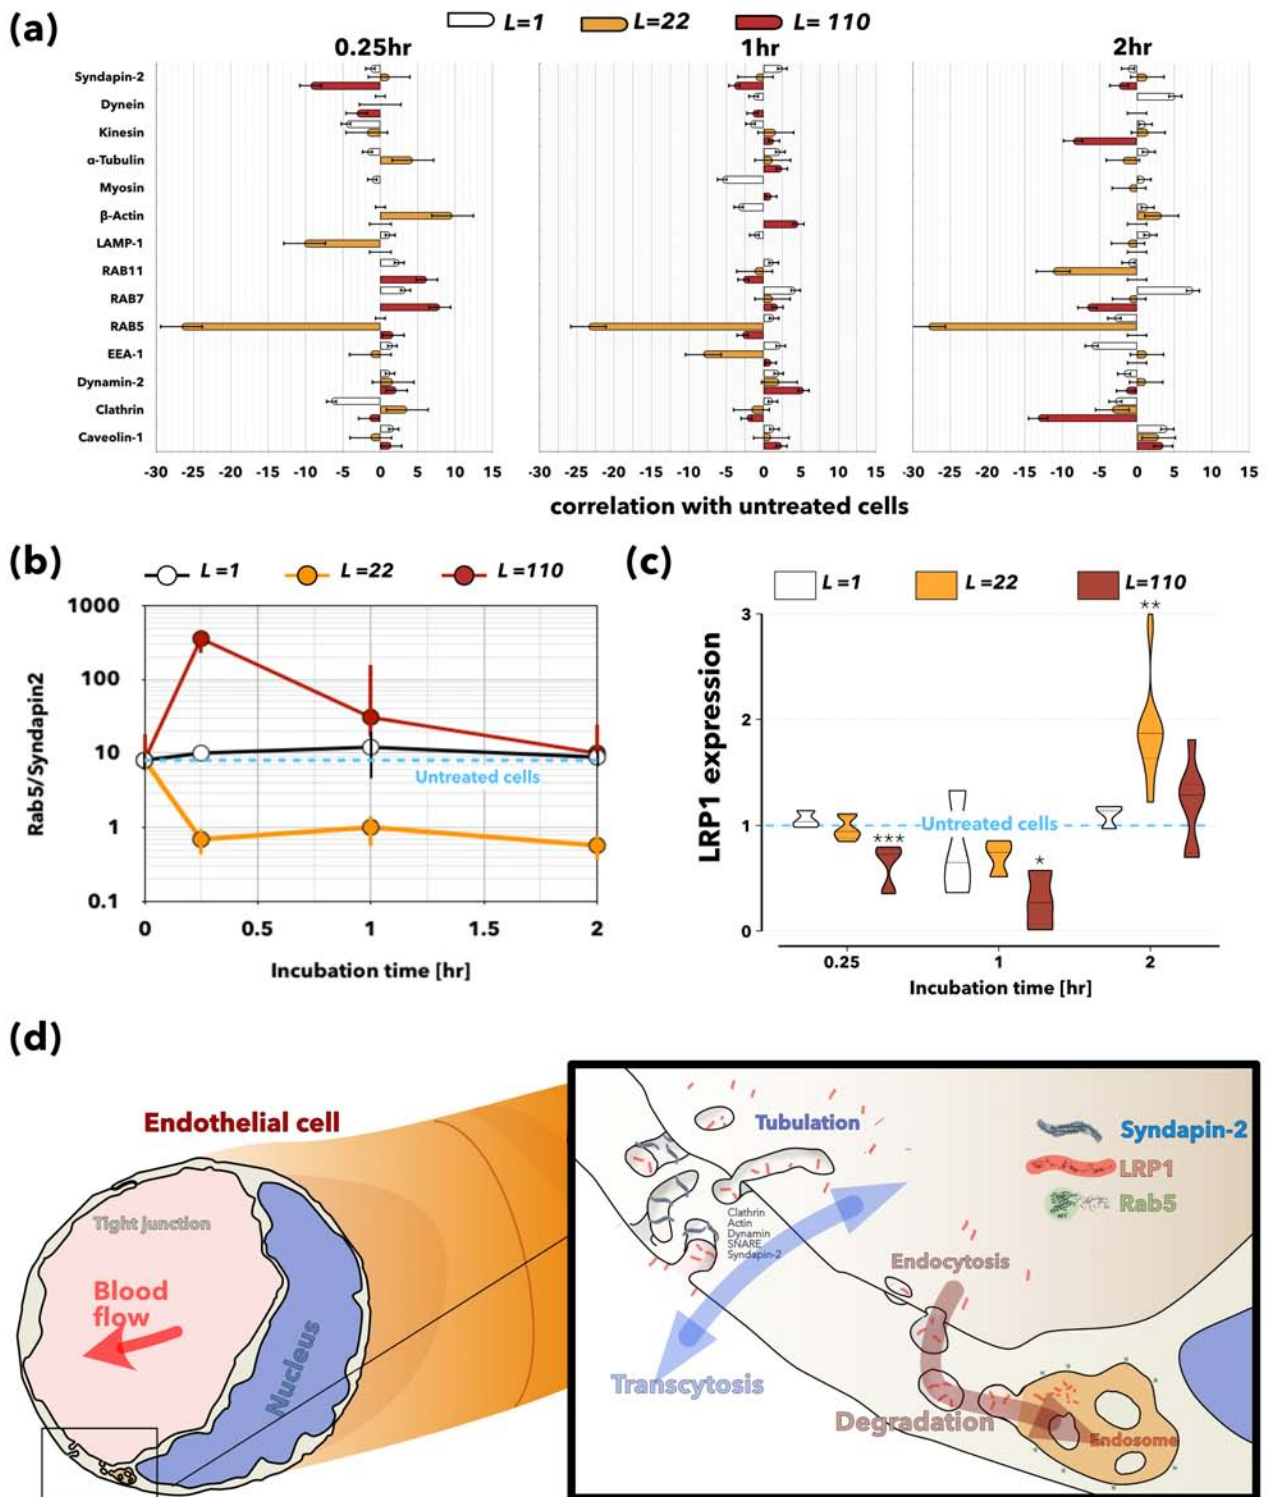 (a)
L=1 L=22 L= 110
0.25hr 1hr 2hr
Syndapin-2
Dynein
Kinesin
α-Tubulin
Myosin
β-Actin
LAMP-1
RAB11
RAB7
RAB5
EEA-1
Dynamin-2
Clathrin
Caveolin-1
-30 -25 -20 -15 -10 -5 0 5 10 15 -30 -25 -20 -15 -10 -5 0 5 10 15 -30 -25 -20 -15 -10 -5 0 5 10 15
correlation with untreated cells
(b)
L=1 L=22 L=110
Rab5/Syndapin2
1000
100
10
1
0.1
Untreated cells
0 0.5 1 1.5 2
Incubation time [hr]
(c)
L=1 L=22 L=110
LRP1 expression
3
2
1
0
**
***
*
Untreated cells
0.25 1 2
Incubation time [hr]
(d)
Endothelial cell
Tight junction
Blood
flow
Nucleus
Tubulation
Syndapin-2
LRP1
Rab5
Clathrin
Actin
Dynamin
SNARE
Syndapin-2
Endocytosis
Transcytosis
Degradation
Endosome